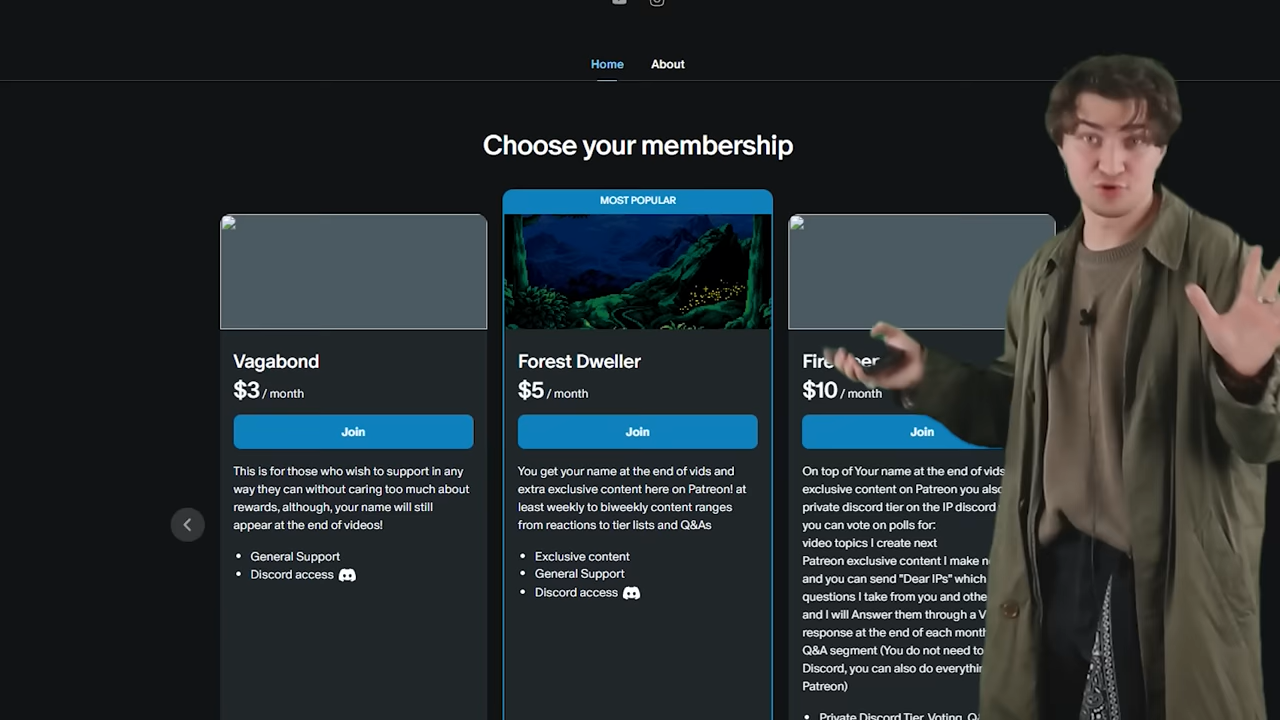 Home
About
Choose your membership
MOST POPULAR
Vagabond
$3 / month
Join
This is for those who wish to support in any
way they can without caring too much about
rewards, although, your name will still
appear at the end of videos!
• General Support
• Discord access
Forest Dweller
$5 / month
Join
You get your name at the end of vids and
extra exclusive content here on Patreon! at
least weekly to biweekly content ranges
from reactions to tier lists and Q&As
• Exclusive content
• General Support
• Discord access
$10 / month
Join
On top of Your name at the end of vids
exclusive content on Patreon you also
private discord tier on the IP discord
you can vote on polls for:
video topics I create next
Patreon exclusive content I make
and you can send "Dear IPs" which
questions I take from you and
and I will Answer them through a
response at the end of each month
Q&A segment (You do not need to
Discord, you can also do
Patreon)
• Private Discord Tier, Voting,